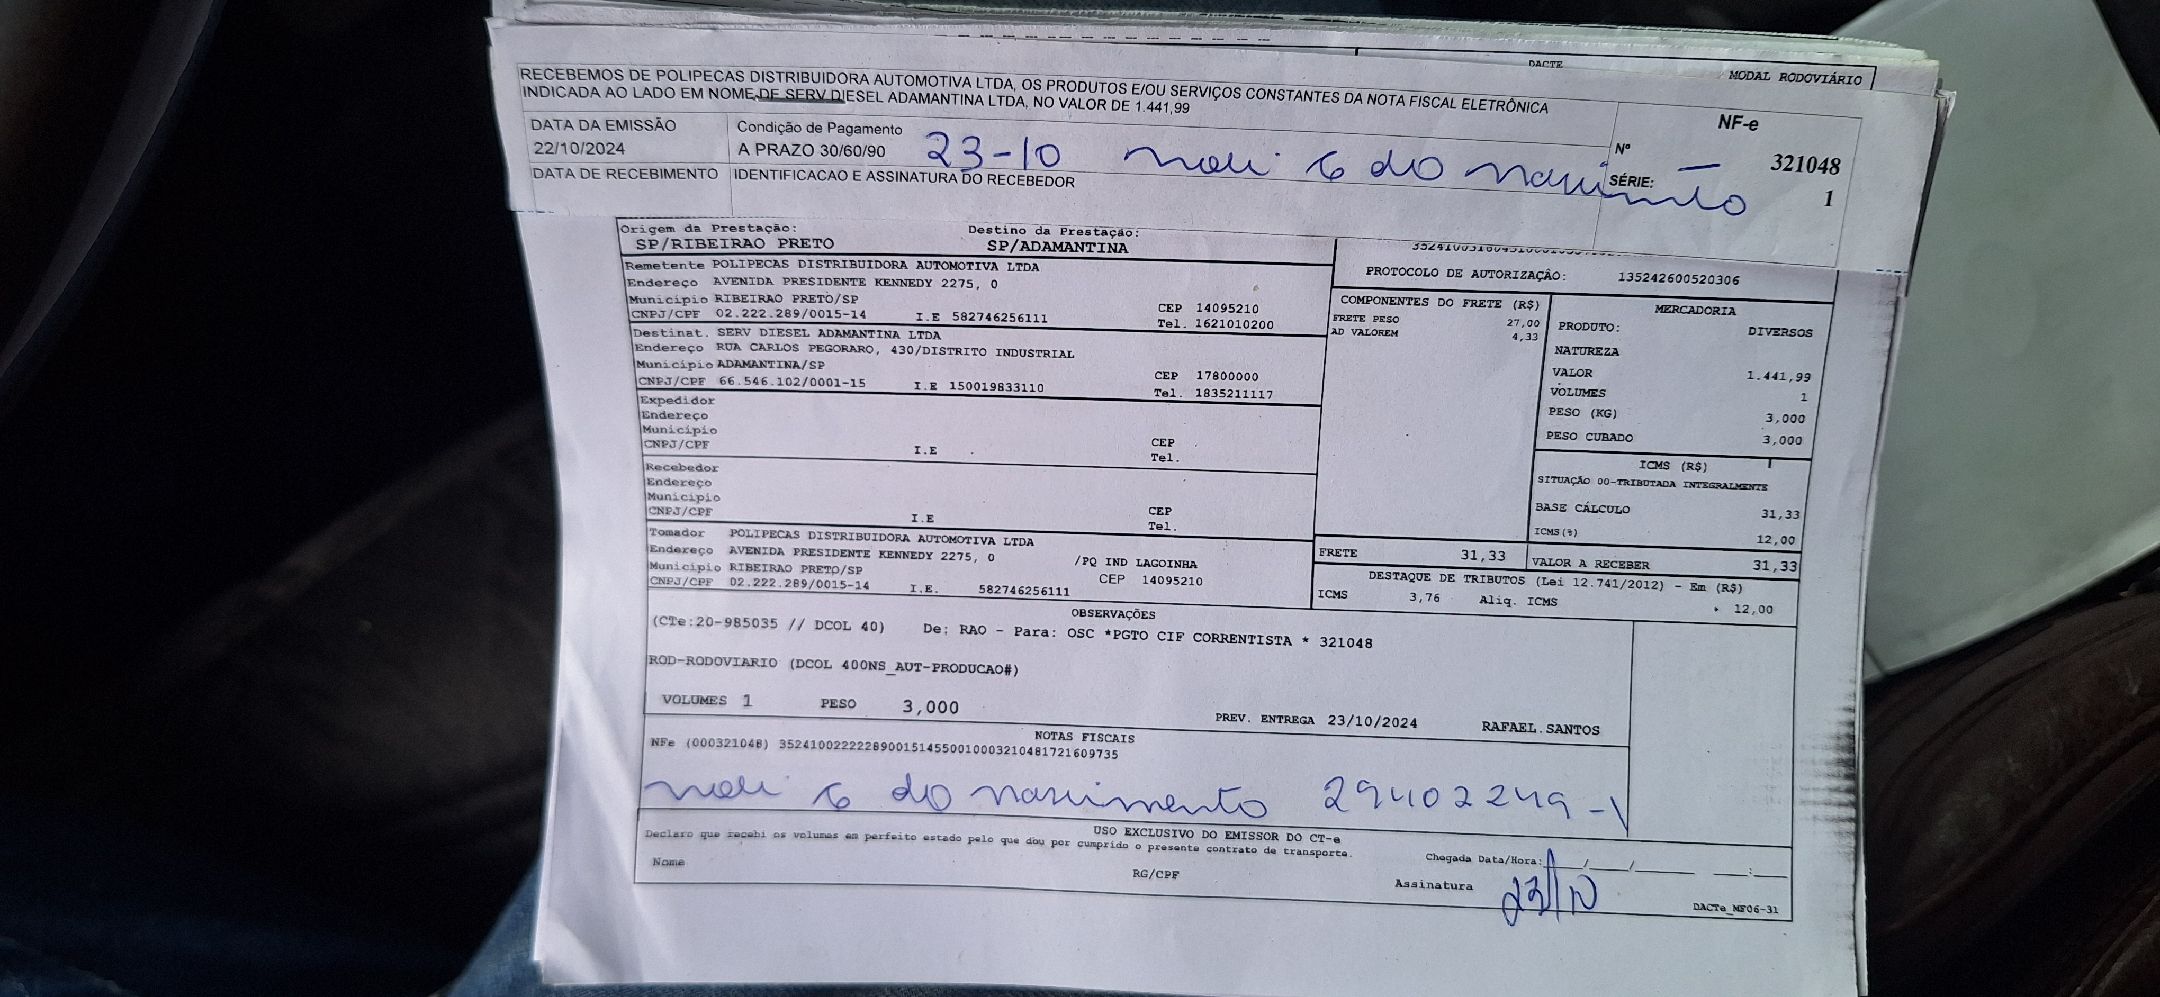 DACTE
MODAL RODOVIÁRIO
RECEBEMOS DE POLIPECAS DISTRIBUIDORA AUTOMOTIVA LTDA, OS PRODUTOS E/OU SERVIÇOS CONSTANTES DA NOTA FISCAL ELETRÔNICA
INDICADA AO LADO EM NOME DE SERV DIESEL ADAMANTINA LTDA, NO VALOR DE 1.441,99
NF-e
DATA DA EMISSÃO Condição de Pagamento
22/10/2024 A PRAZO 30/60/90 23-10 do nascimento
Nº 321048
DATA DE RECEBIMENTO IDENTIFICACAO E ASSINATURA DO RECEBEDOR
SÉRIE: 1
Origem da Prestação: Destino da Prestação:
SP/RIBEIRAO PRETO SP/ADAMANTINA
PROTOCOLO DE AUTORIZAÇÃO: 135242600520306
Remetente POLIPECAS DISTRIBUIDORA AUTOMOTIVA LTDA
Endereço AVENIDA PRESIDENTE KENNEDY 2275, 0
Município RIBEIRAO PRETO/SP CEP 14095210
CNPJ/CPF 02.222.289/0015-14 I.E 582746256111 Tel. 1621010200
Destinat. SERV DIESEL ADAMANTINA LTDA
Endereço RUA CARLOS PEGORARO, 430/DISTRITO INDUSTRIAL
Município ADAMANTINA/SP CEP 17800000
CNPJ/CPF 66.546.102/0001-15 I.E 150019833110 Tel. 1835211117
Expedidor
Endereço
Município CEP
CNPJ/CPF I.E Tel.
Recebedor
Endereço
Município CEP
CNPJ/CPF I.E Tel.
Tomador POLIPECAS DISTRIBUIDORA AUTOMOTIVA LTDA
Endereço AVENIDA PRESIDENTE KENNEDY 2275, 0 /PQ IND LAGOINHA
Município RIBEIRAO PRETO/SP CEP 14095210
CNPJ/CPF 02.222.289/0015-14 I.E. 582746256111
COMPONENTES DO FRETE (R$)
FRETE PESO 27,00
AD VALOREM 4,33
MERCADORIA
PRODUTO: DIVERSOS
NATUREZA
VALOR 1.441,99
VOLUMES 1
PESO (KG) 3,000
PESO CUBADO 3,000
ICMS (R$)
SITUAÇÃO 00-TRIBUTADA INTEGRALMENTE
BASE CÁLCULO 31,33
ICMS(%) 12,00
FRETE 31,33 VALOR A RECEBER 31,33
DESTAQUE DE TRIBUTOS (Lei 12.741/2012) - Em (R$)
ICMS 3,76 Aliq. ICMS 12,00
OBSERVAÇÕES
(CTe:20-985035 // DCOL 40) De: RAO - Para: OSC *PGTO CIF CORRENTISTA * 321048
ROD-RODOVIARIO (DCOL 400NS_AUT-PRODUCAO#)
VOLUMES 1 PESO 3,000 PREV. ENTREGA 23/10/2024 RAFAEL.SANTOS
NOTAS FISCAIS
NFe (000321048) 35241002222289001514550010003210481721609735
do nascimento 29402249-
USO EXCLUSIVO DO EMISSOR DO CT-e
Declaro que recebi os volumes em perfeito estado pelo que dou por cumprido o presente contrato de transporte.
Chegada Data/Hora: __/__/____ __:__
Nome RG/CPF Assinatura 23/10
DACTe_MF06-31